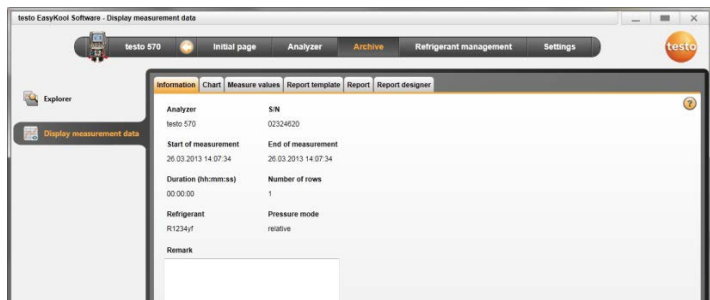 testo EasyKool Software - Display measurement data
testo 570 Initial page Analyzer Archive Refrigerant management Settings
testo
Explorer
Display measurement data
Information Chart Measure values Report template Report Report designer
?
Analyzer S/N
testo 570 02324620
Start of measurement End of measurement
26.03.2013 14:07:34 26.03.2013 14:07:34
Duration (hh:mm:ss) Number of rows
00:00:00 1
Refrigerant Pressure mode
R1234yf relative
Remark